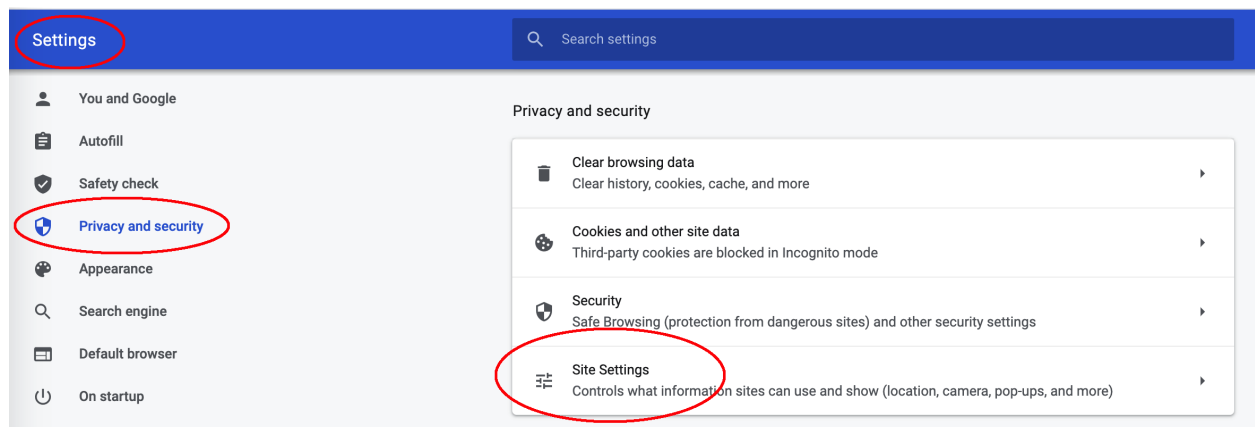 Settings
Search settings
You and Google
Autofill
Safety check
Privacy and security
Appearance
Search engine
Default browser
On startup
Privacy and security
Clear browsing data
Clear history, cookies, cache, and more
Cookies and other site data
Third-party cookies are blocked in Incognito mode
Security
Safe Browsing (protection from dangerous sites) and other security settings
Site Settings
Controls what information sites can use and show (location, camera, pop-ups, and more)